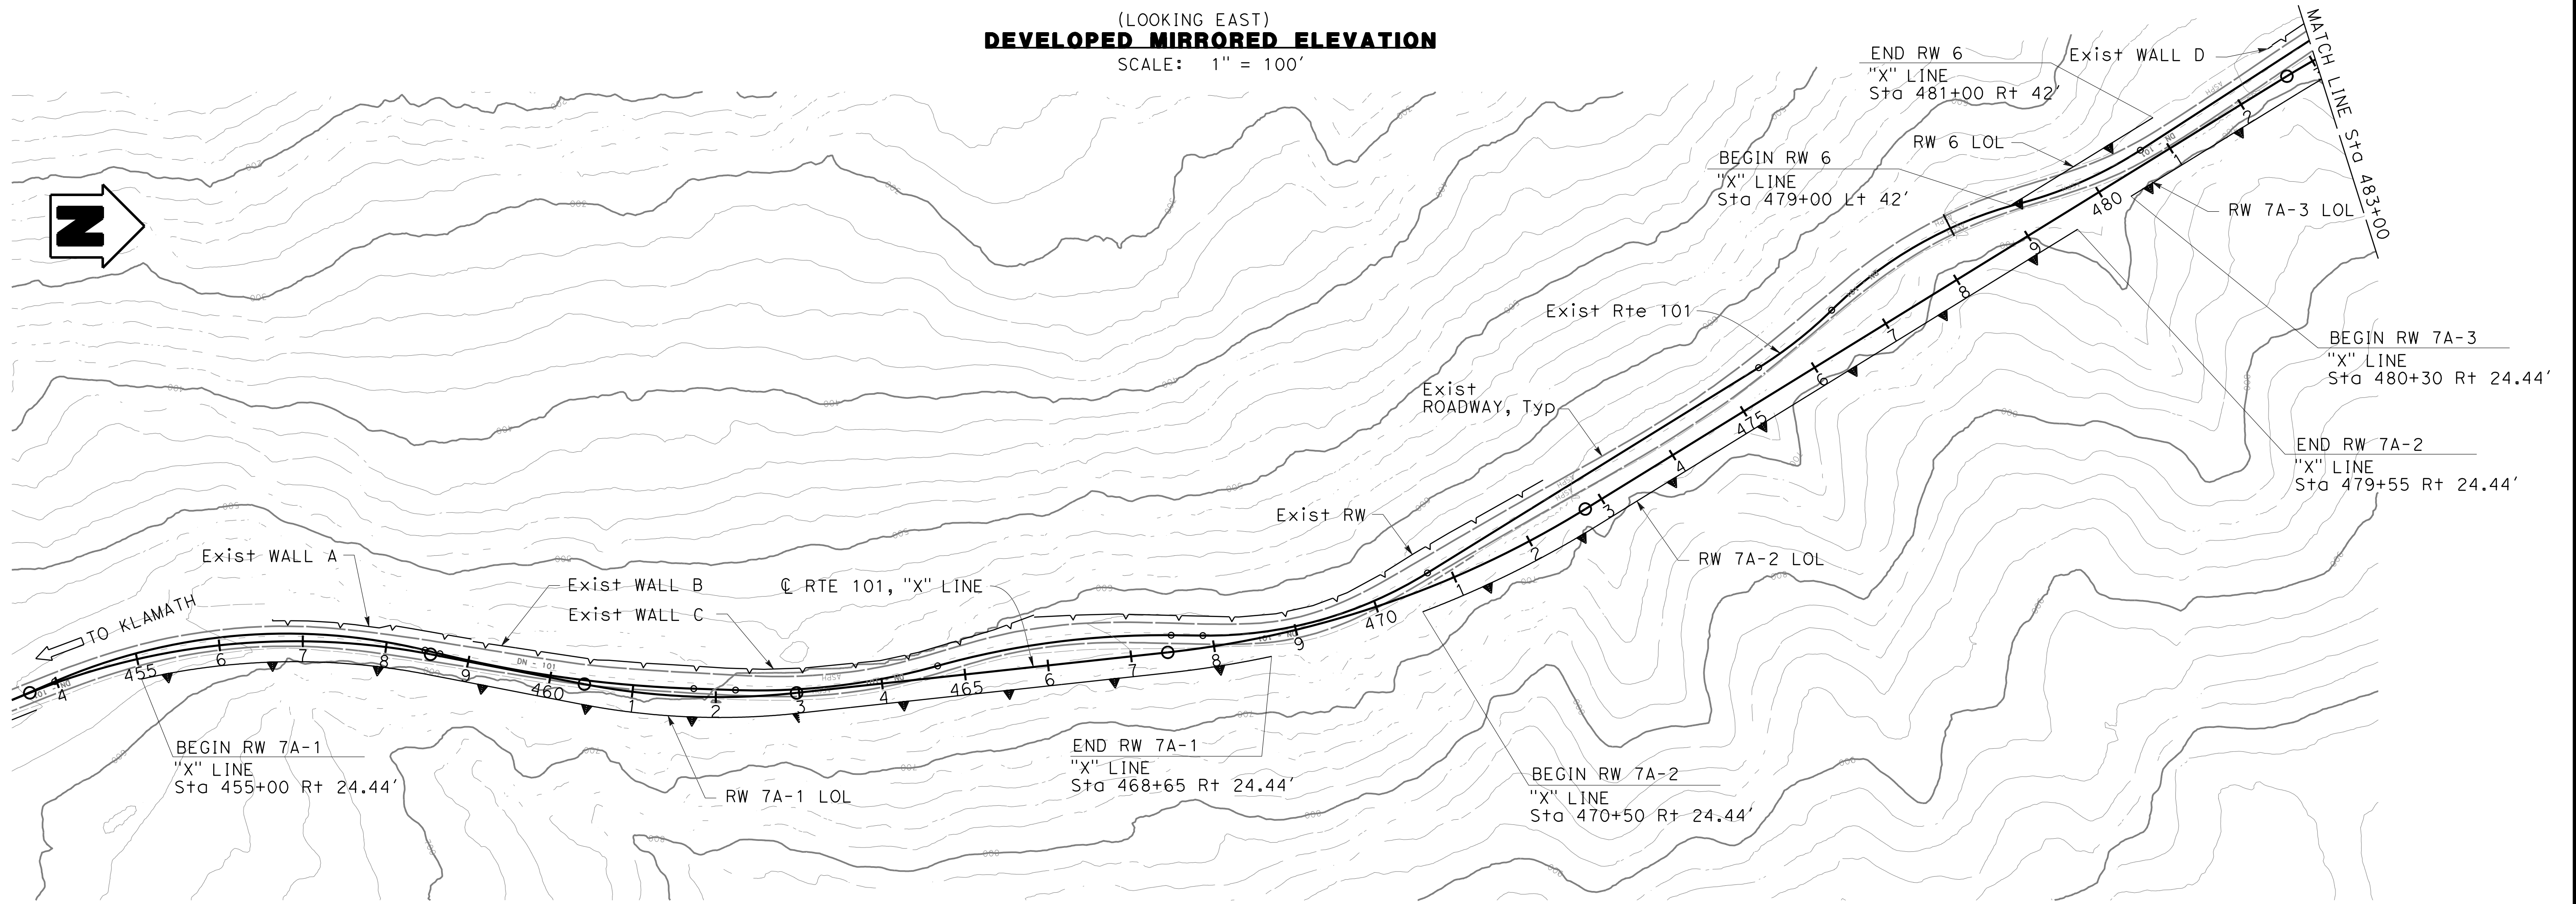 (LOOKING EAST)
DEVELOPED MIRRORED ELEVATION
SCALE: 1" = 100'
MATCH LINE Sta 483+00
END RW 6
"X" LINE
Sta 481+00 Rt 42'
Exist WALL D
RW 6 LOL
BEGIN RW 6
"X" LINE
Sta 479+00 Lt 42'
RW 7A-3 LOL
N
BEGIN RW 7A-3
"X" LINE
Sta 480+30 Rt 24.44'
Exist Rte 101
Exist
ROADWAY, Typ
END RW 7A-2
"X" LINE
Sta 479+55 Rt 24.44'
Exist RW
RW 7A-2 LOL
Exist WALL A
Exist WALL B
Exist WALL C
℄ RTE 101, "X" LINE
TO KLAMATH
4
455
6
7
8
9
460
1
2
3
4
465
6
7
8
9
470
1
2
3
4
475
6
7
8
9
480
1
2
DN - 101
BEGIN RW 7A-1
"X" LINE
Sta 455+00 Rt 24.44'
RW 7A-1 LOL
END RW 7A-1
"X" LINE
Sta 468+65 Rt 24.44'
BEGIN RW 7A-2
"X" LINE
Sta 470+50 Rt 24.44'